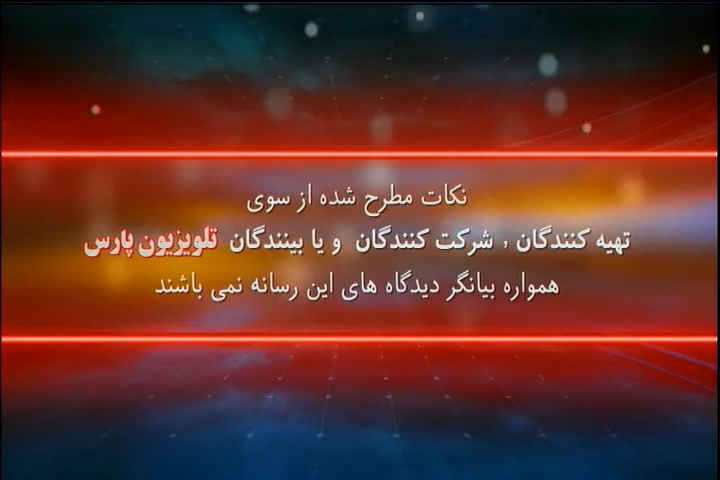 نکات مطرح شده از سوی
تهیه کنندگان ، شرکت کنندگان و یا بینندگان تلویزیون پارس
همواره بیانگر دیدگاه های این رسانه نمی باشند